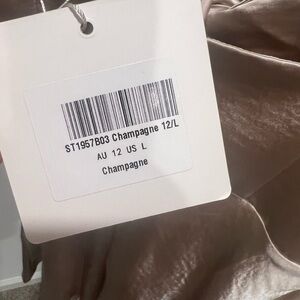 ST1957B03 Champagne 12/L
AU 12 US L
Champagne